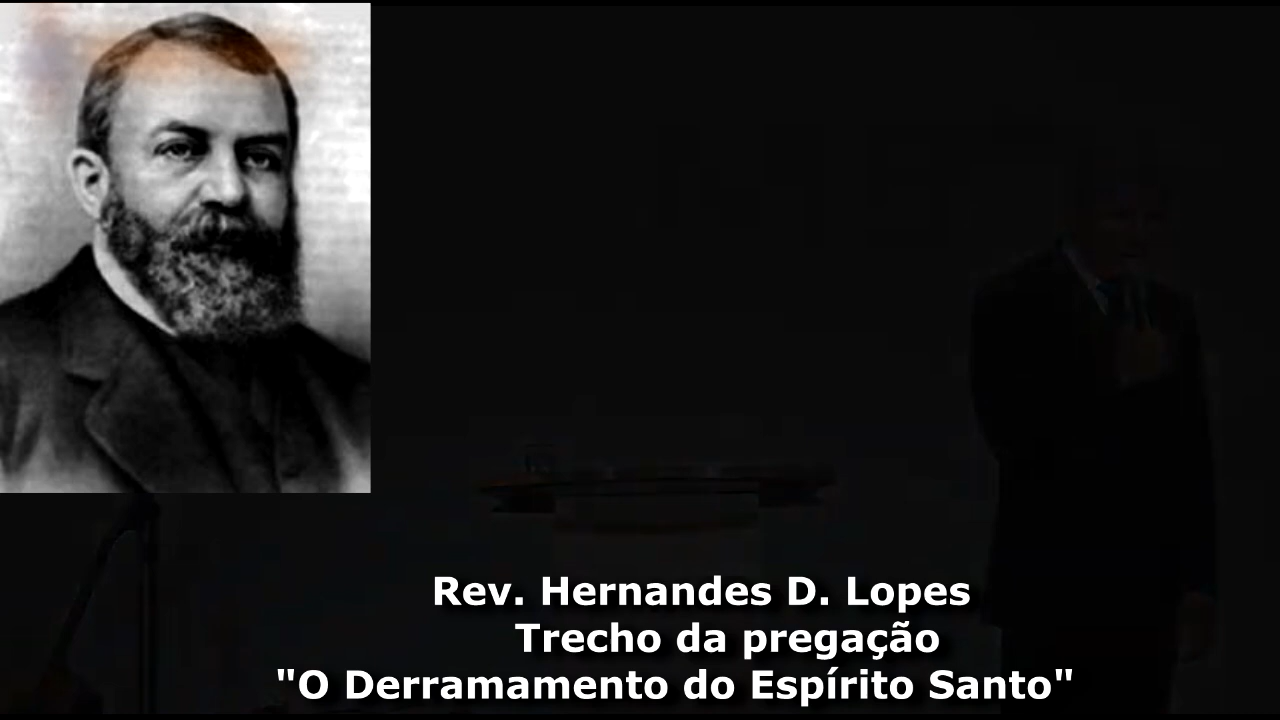 Rev. Hernandes D. Lopes
Trecho da pregação
"O Derramamento do Espírito Santo"